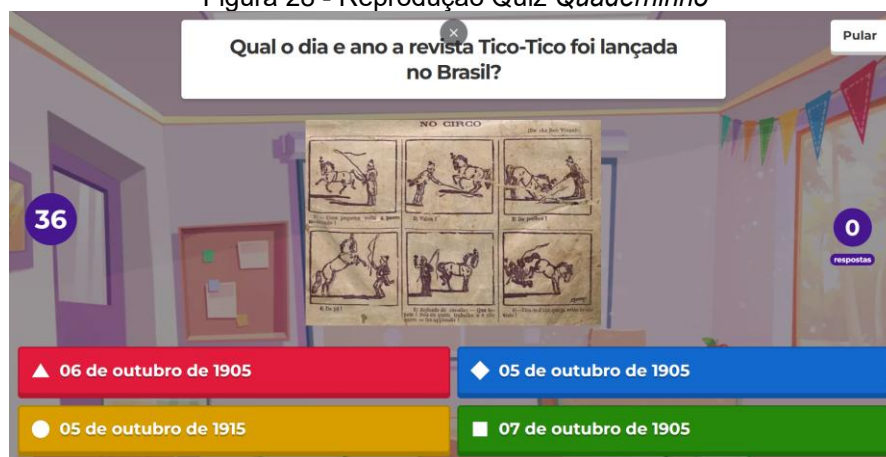 Figura 28 - Reprodução Quiz Quaderninho
Qual o dia e ano a revista Tico-Tico foi lançada
no Brasil?
Pular
36
NO CIRCO
0
respostas
06 de outubro de 1905
05 de outubro de 1905
05 de outubro de 1915
07 de outubro de 1905